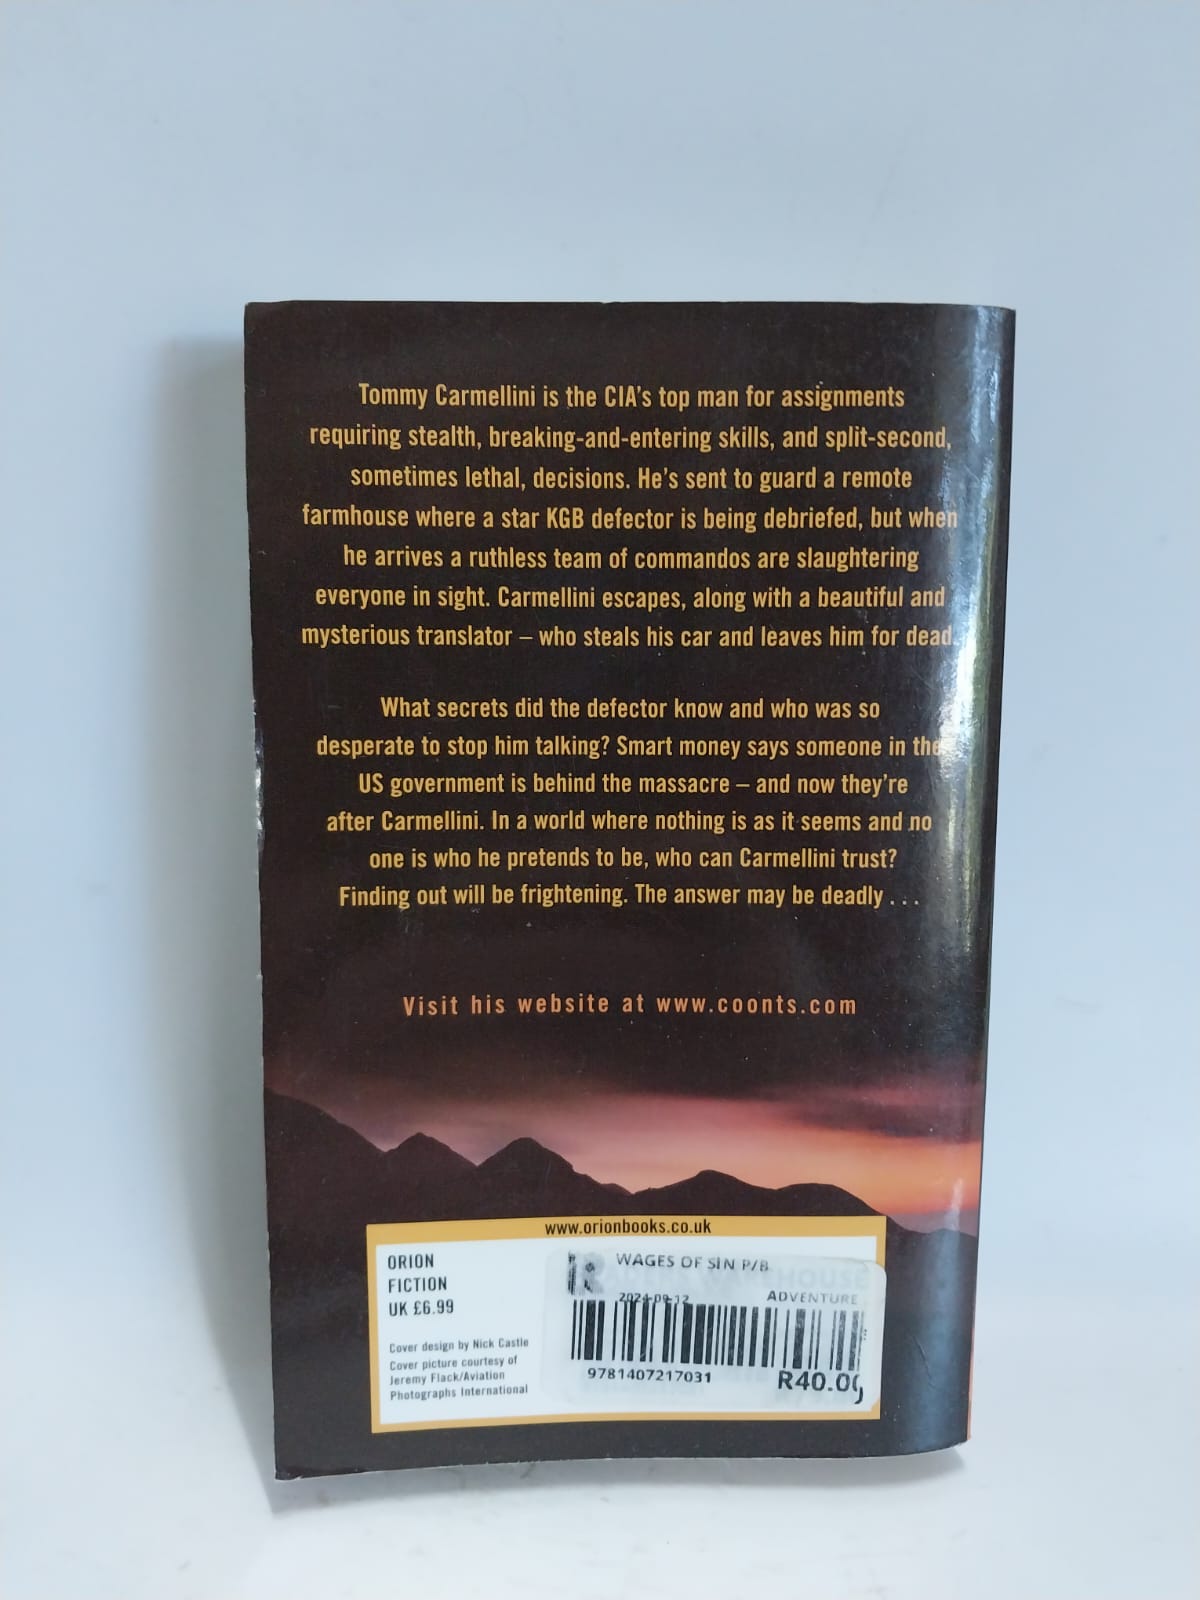 Tommy Carmellini is the CIA's top man for assignments
requiring stealth, breaking-and-entering skills, and split-second,
sometimes lethal, decisions. He's sent to guard a remote
farmhouse where a star KGB defector is being debriefed, but when
he arrives a ruthless team of commandos are slaughtering
everyone in sight. Carmellini escapes, along with a beautiful and
mysterious translator – who steals his car and leaves him for dead.
What secrets did the defector know and who was so
desperate to stop him talking? Smart money says someone in the
US government is behind the massacre – and now they're
after Carmellini. In a world where nothing is as it seems and no
one is who he pretends to be, who can Carmellini trust?
Finding out will be frightening. The answer may be deadly . . .
Visit his website at www.coonts.com
www.orionbooks.co.uk
ORION
FICTION
UK £6.99
Cover design by Nick Castle
Cover picture courtesy of
Jeremy Flack/Aviation
Photographs International
WAGES OF SIN P/B
READERS WAREHOUSE
2024-09-12 ADVENTURE
9781407217031
R40.00